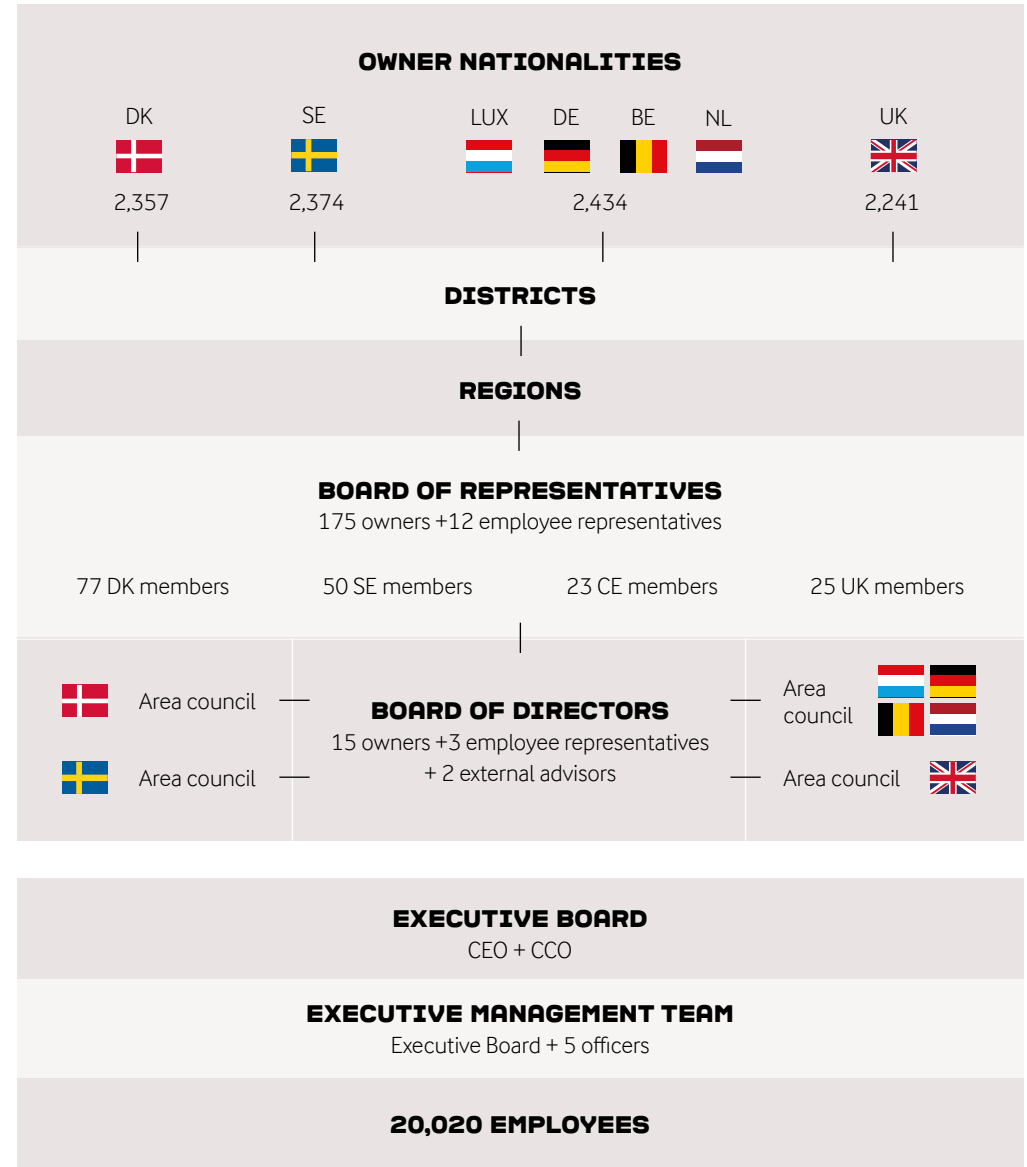 OWNER NATIONALITIES
DK SE LUX DE BE NL UK
2,357 2,374 2,434 2,241
DISTRICTS
REGIONS
BOARD OF REPRESENTATIVES
175 owners +12 employee representatives
77 DK members 50 SE members 23 CE members 25 UK members
Area council
Area council
BOARD OF DIRECTORS
15 owners +3 employee representatives
+ 2 external advisors
Area
council
Area council
EXECUTIVE BOARD
CEO + CCO
EXECUTIVE MANAGEMENT TEAM
Executive Board + 5 officers
20,020 EMPLOYEES